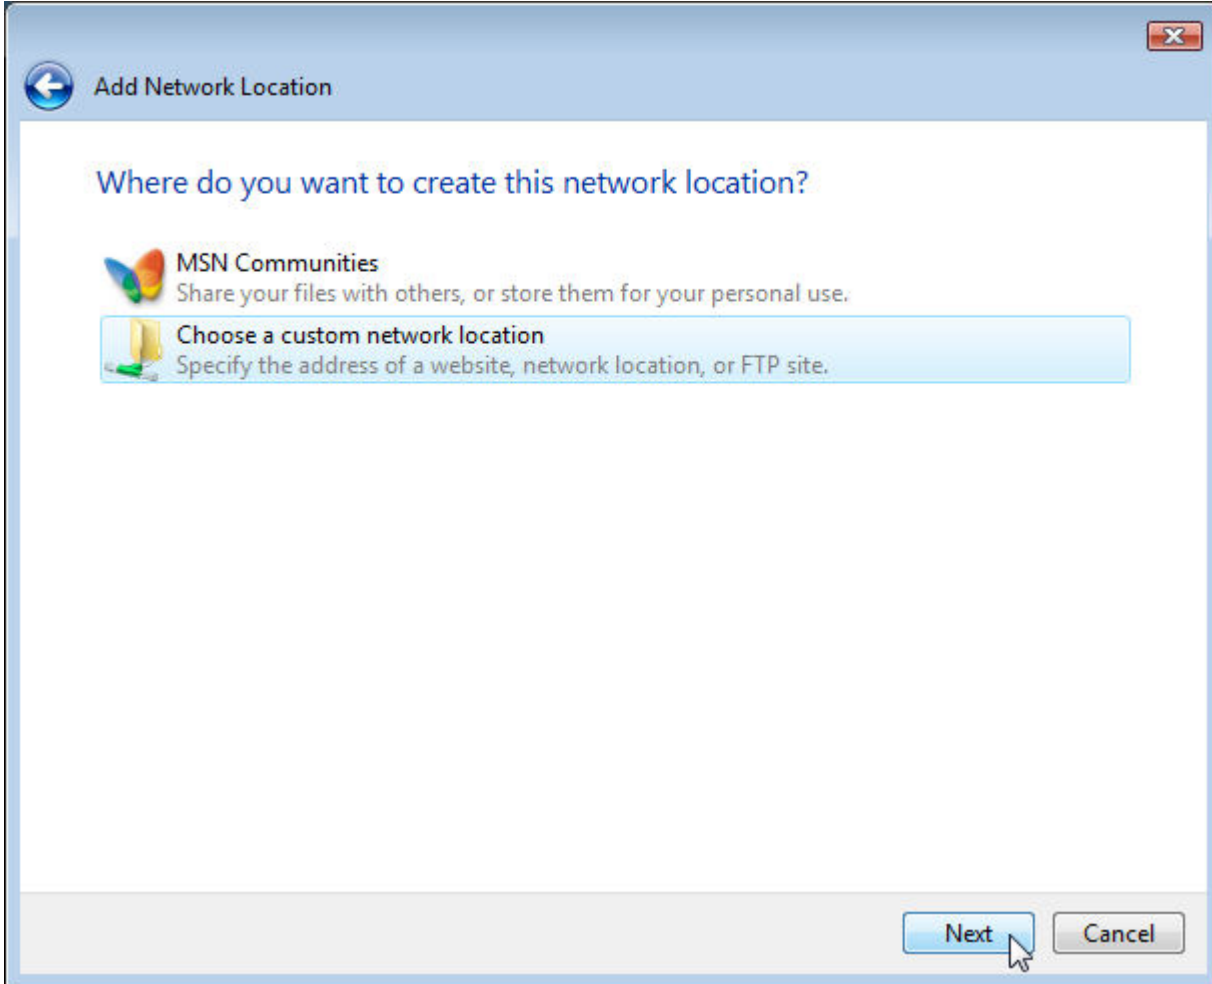 Add Network Location
Where do you want to create this network location?
MSN Communities
Share your files with others, or store them for your personal use.
Choose a custom network location
Specify the address of a website, network location, or FTP site.
Next
Cancel